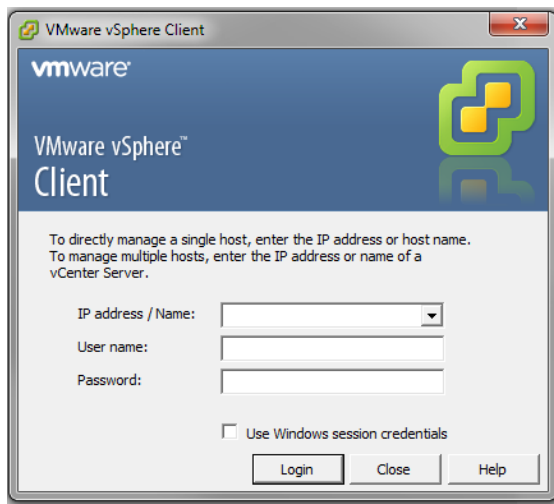 VMware vSphere Client
vmware®
VMware vSphere™
Client
To directly manage a single host, enter the IP address or host name.
To manage multiple hosts, enter the IP address or name of a
vCenter Server.
IP address / Name:
User name:
Password:
Use Windows session credentials
Login Close Help